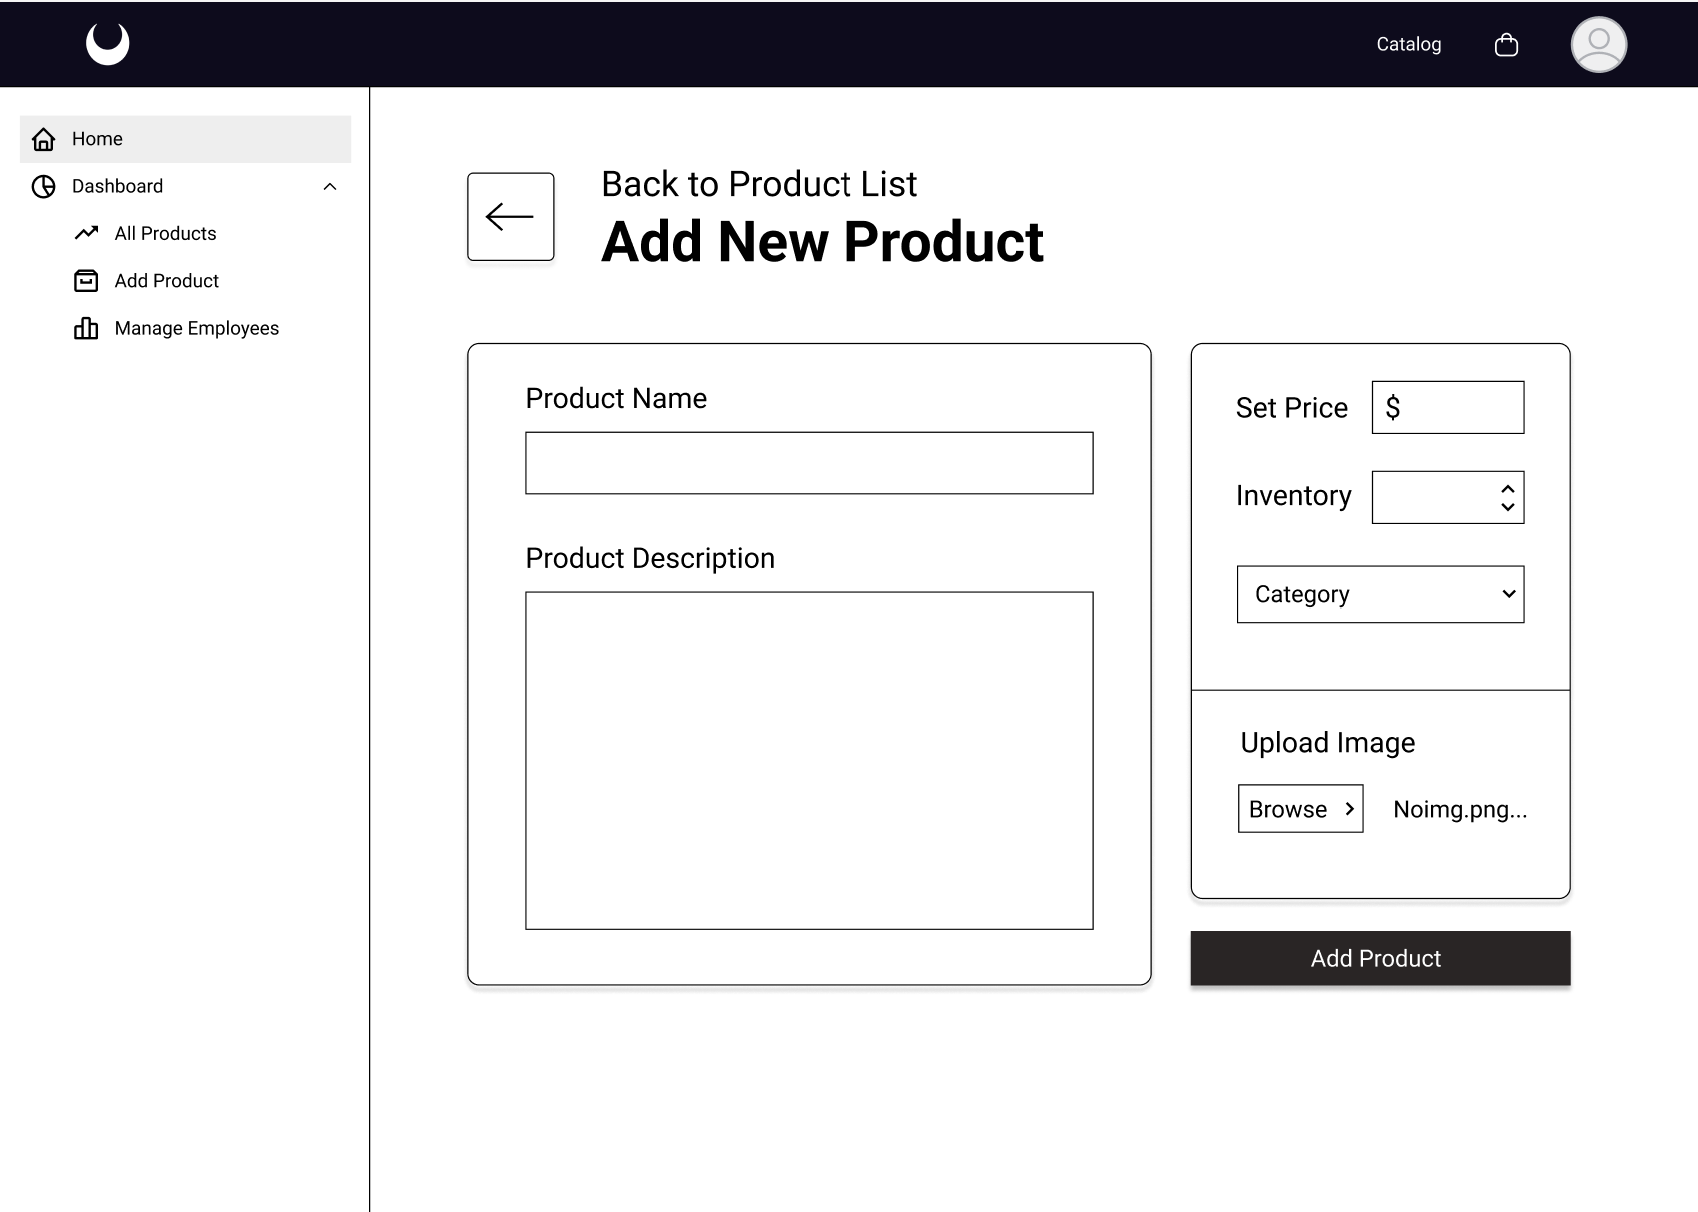 Catalog
Home
Dashboard
All Products
Add Product
Manage Employees
Back to Product List
Add New Product
Product Name
Product Description
Set Price $
Inventory
Category
Upload Image
Browse Noimg.png...
Add Product